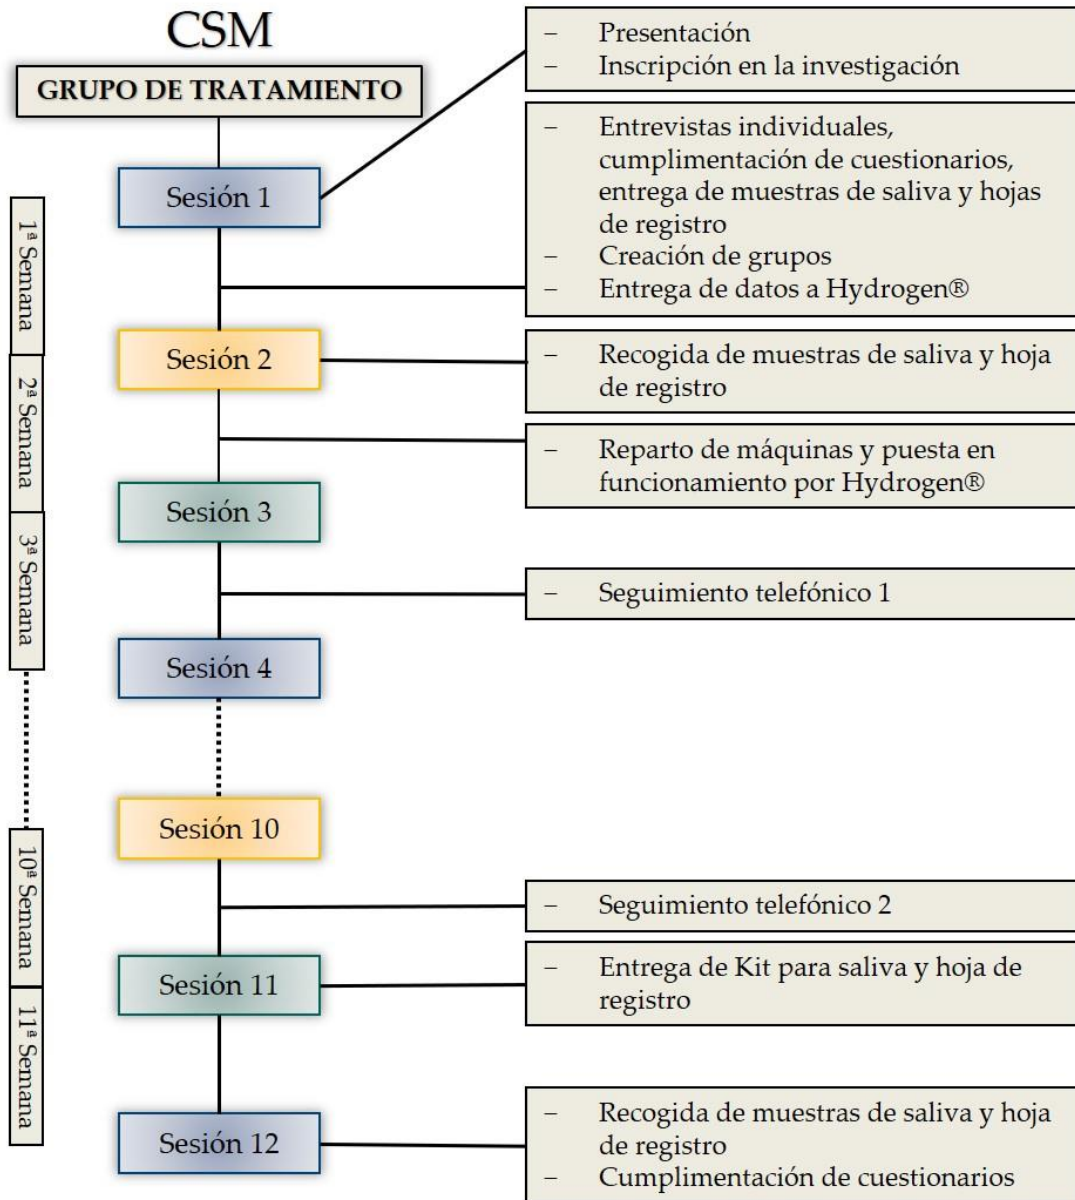 CSM
GRUPO DE TRATAMIENTO
– Presentación
– Inscripción en la investigación
Sesión 1
– Entrevistas individuales,
cumplimentación de cuestionarios,
entrega de muestras de saliva y hojas
de registro
– Creación de grupos
– Entrega de datos a Hydrogen®
1ª Semana
Sesión 2
– Recogida de muestras de saliva y hoja
de registro
2ª Semana
– Reparto de máquinas y puesta en
funcionamiento por Hydrogen®
Sesión 3
3ª Semana
– Seguimiento telefónico 1
Sesión 4
Sesión 10
10ª Semana
– Seguimiento telefónico 2
Sesión 11
– Entrega de Kit para saliva y hoja de
registro
11ª Semana
Sesión 12
– Recogida de muestras de saliva y hoja
de registro
– Cumplimentación de cuestionarios